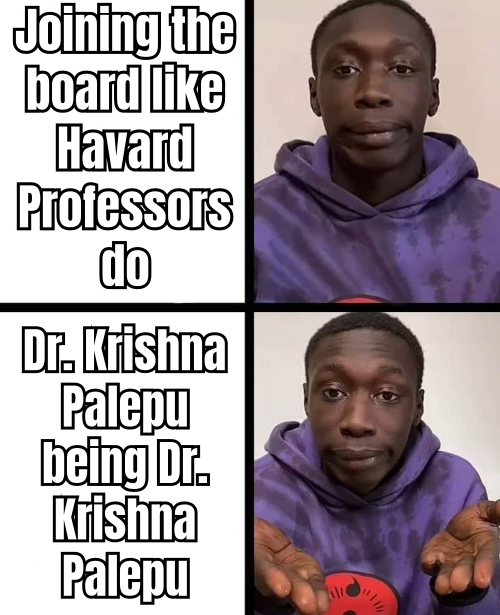 Joining the
board like
Havard
Professors
do
Dr. Krishna
Palepu
being Dr.
Krishna
Palepu